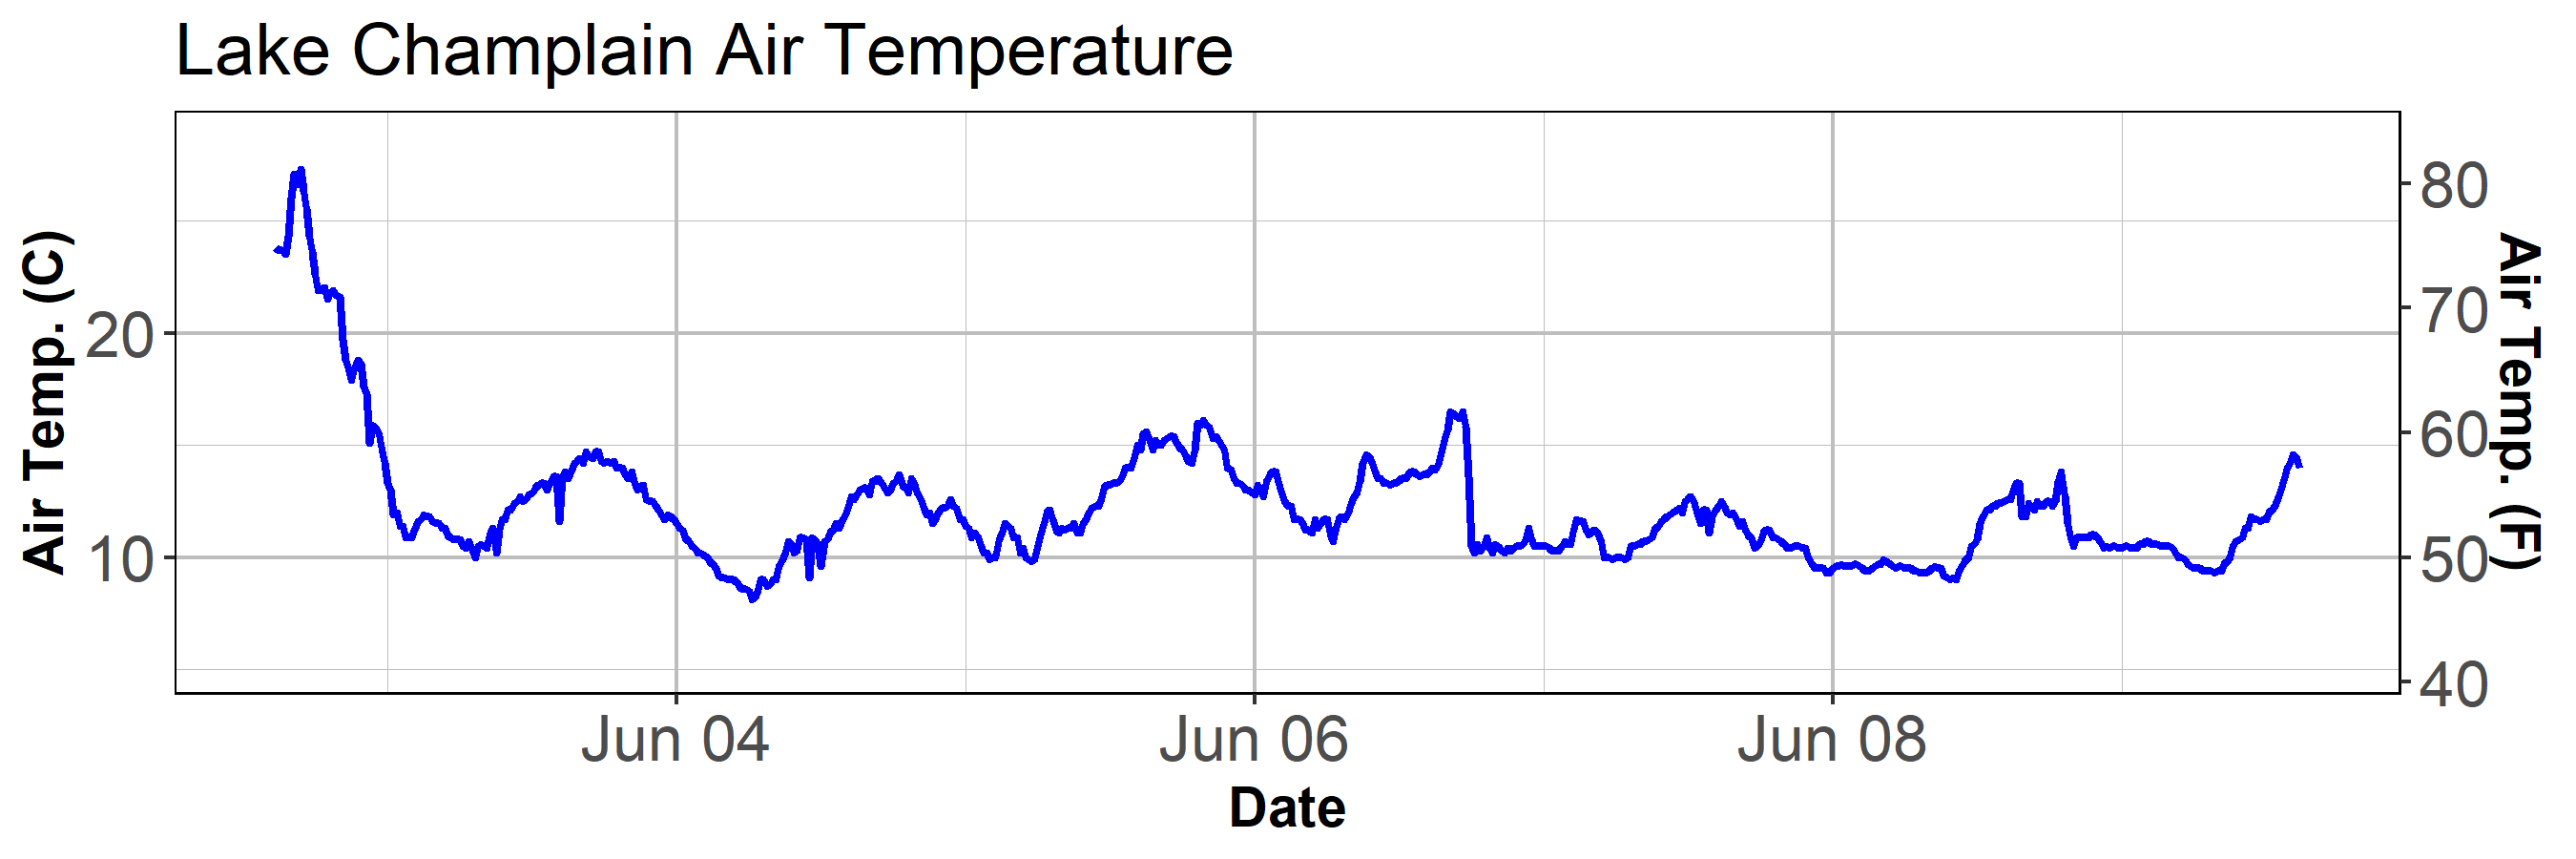 Lake Champlain Air Temperature
Air Temp. (C)
20
10
80
70
60
50
40
Air Temp. (F)
Jun 04
Jun 06
Jun 08
Date